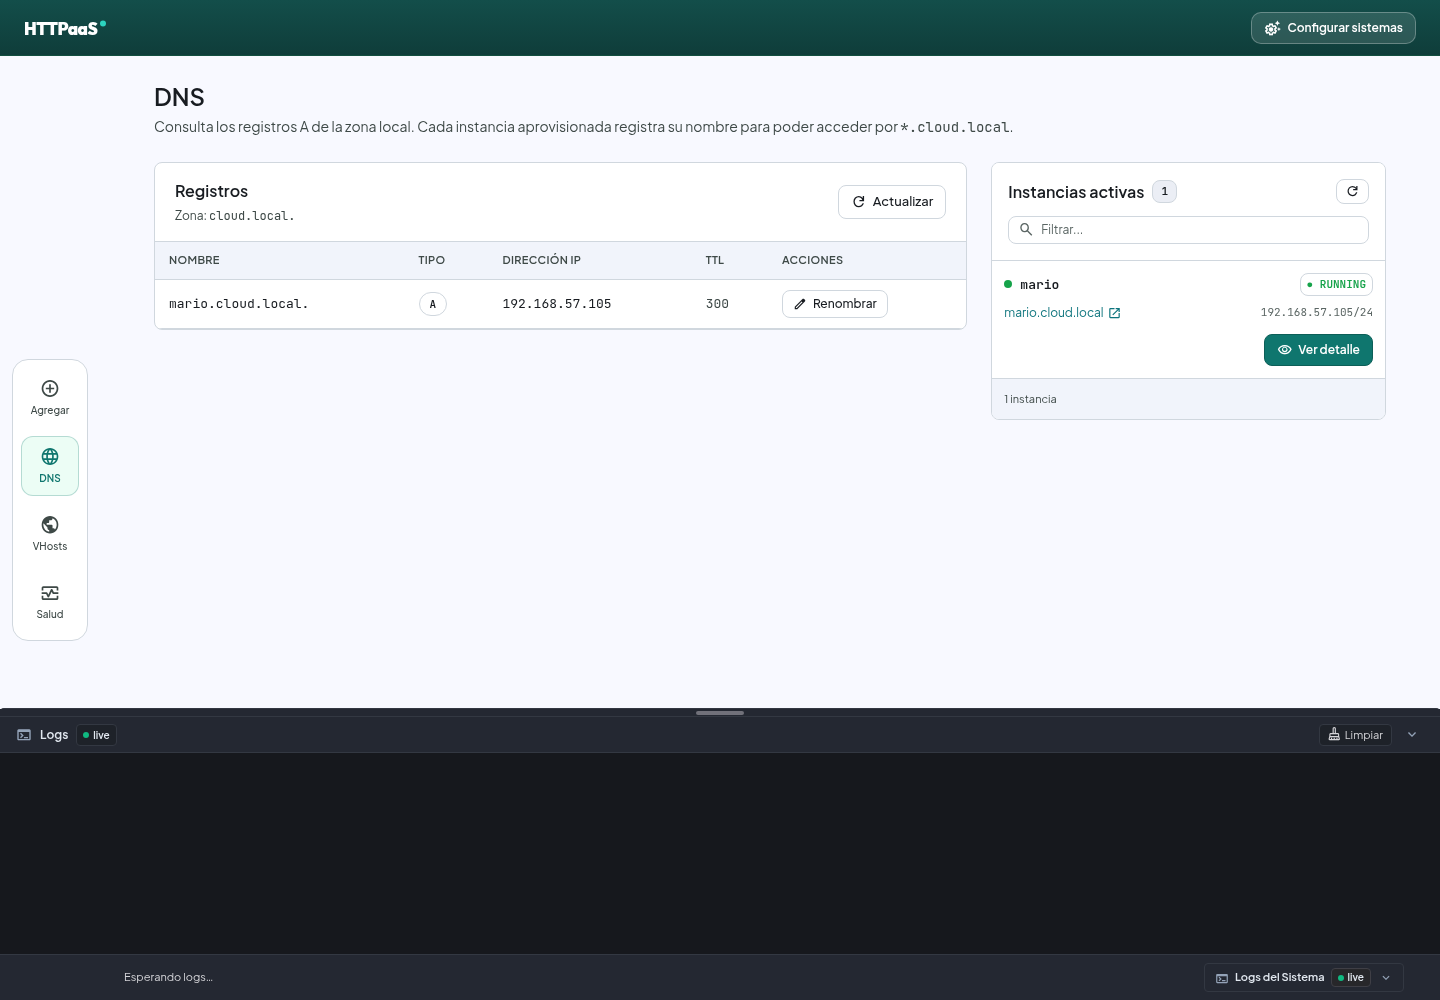 HTTPaaS
Configurar sistemas
DNS
Consulta los registros A de la zona local. Cada instancia aprovisionada registra su nombre para poder acceder por *.cloud.local.
Registros
Zona: cloud.local.
Actualizar
NOMBRE TIPO DIRECCIÓN IP TTL ACCIONES
mario.cloud.local. A 192.168.57.105 300 Renombrar
Instancias activas 1
Filtrar...
mario RUNNING
mario.cloud.local 192.168.57.105/24
Ver detalle
1 instancia
Agregar
DNS
VHosts
Salud
Logs live
Limpiar
Esperando logs...
Logs del Sistema live